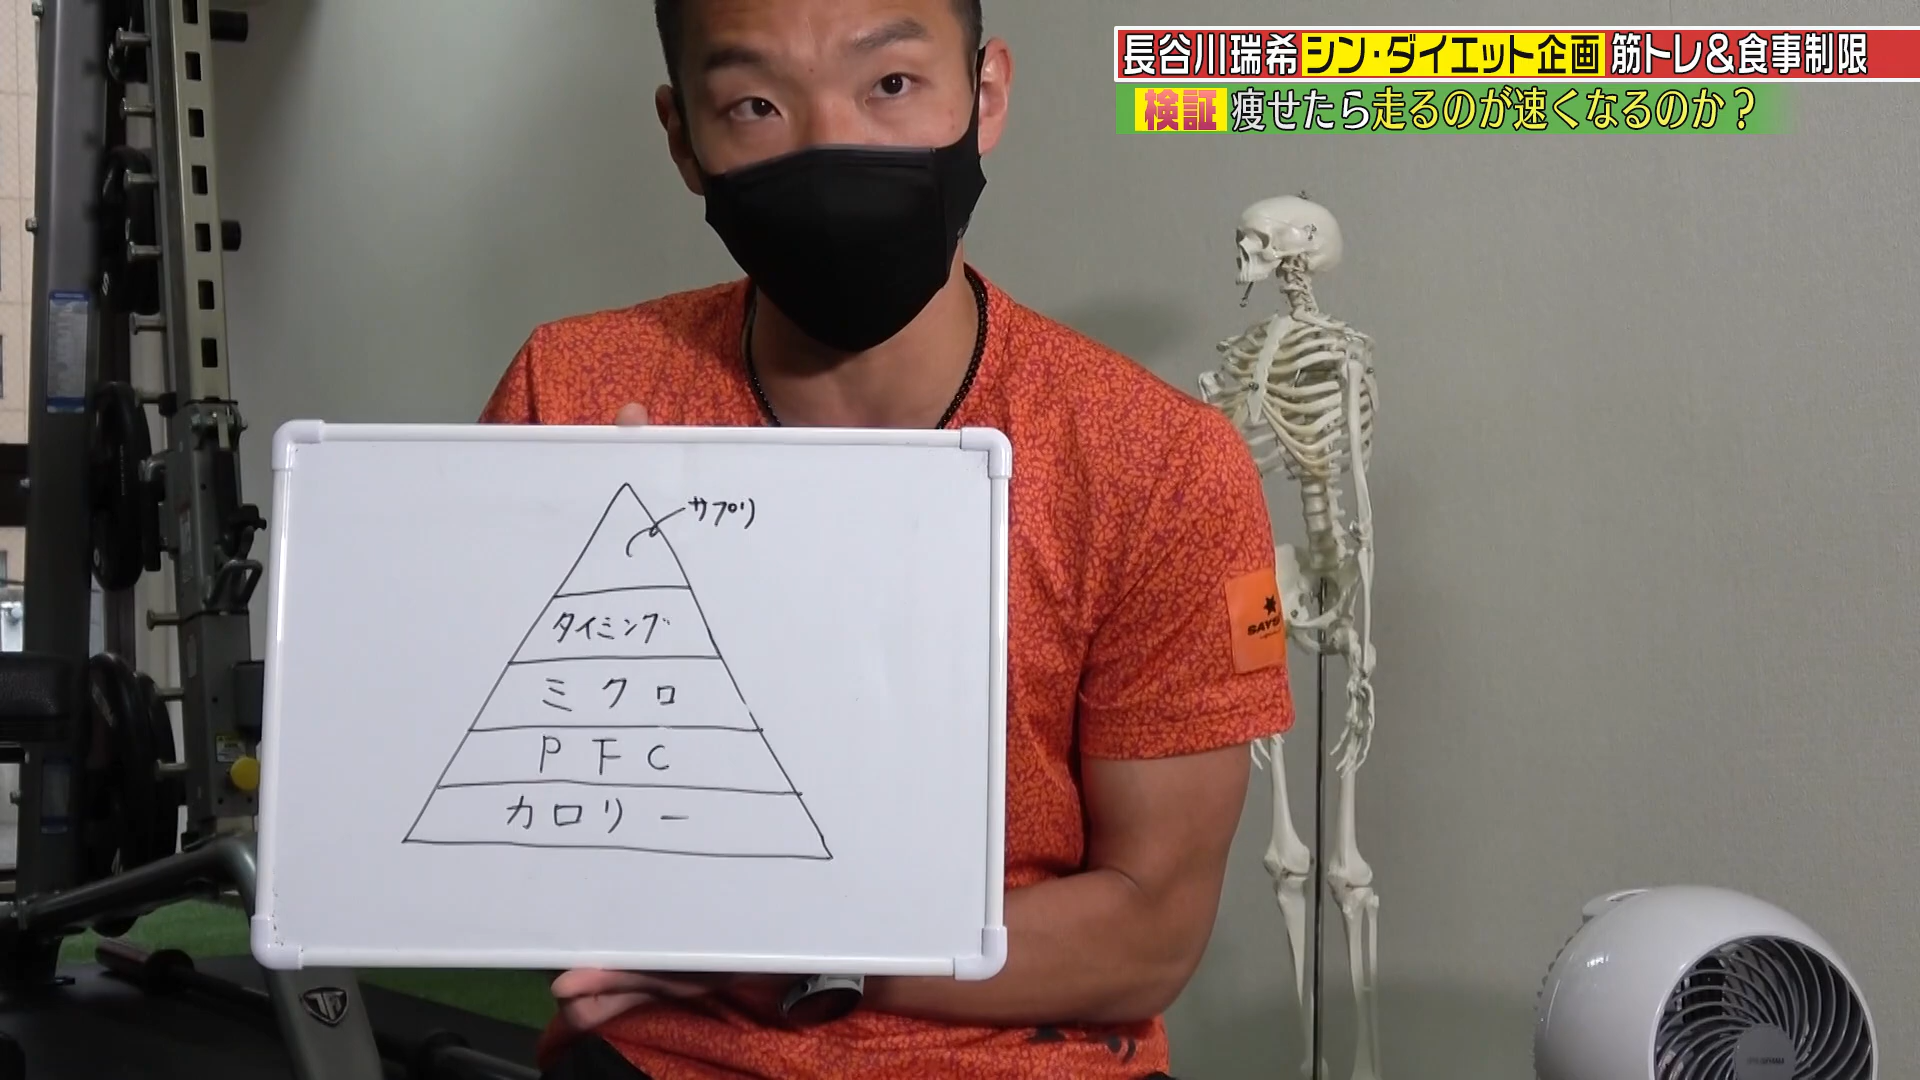 長谷川瑞希 シン・ダイエット企画 筋トレ&食事制限
検証 痩せたら走るのが速くなるのか?
サプリ
タイミング
ミクロ
PFC
カロリー